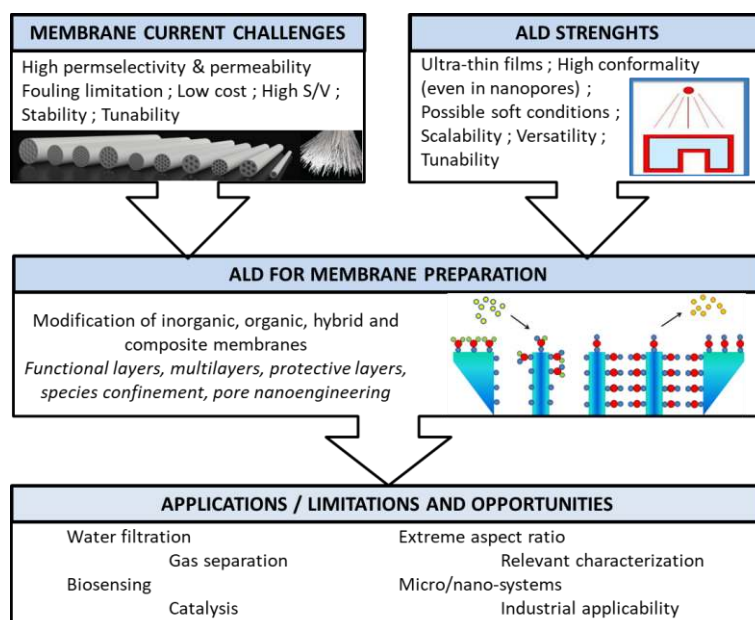 MEMBRANE CURRENT CHALLENGES
High permselectivity & permeability
Fouling limitation ; Low cost ; High S/V ;
Stability ; Tunability
ALD STRENGHTS
Ultra-thin films ; High conformality
(even in nanopores) ;
Possible soft conditions ;
Scalability ; Versatility ;
Tunability
ALD FOR MEMBRANE PREPARATION
Modification of inorganic, organic, hybrid and
composite membranes
Functional layers, multilayers, protective layers,
species confinement, pore nanoengineering
APPLICATIONS / LIMITATIONS AND OPPORTUNITIES
Water filtration
Gas separation
Biosensing
Catalysis
Extreme aspect ratio
Relevant characterization
Micro/nano-systems
Industrial applicability